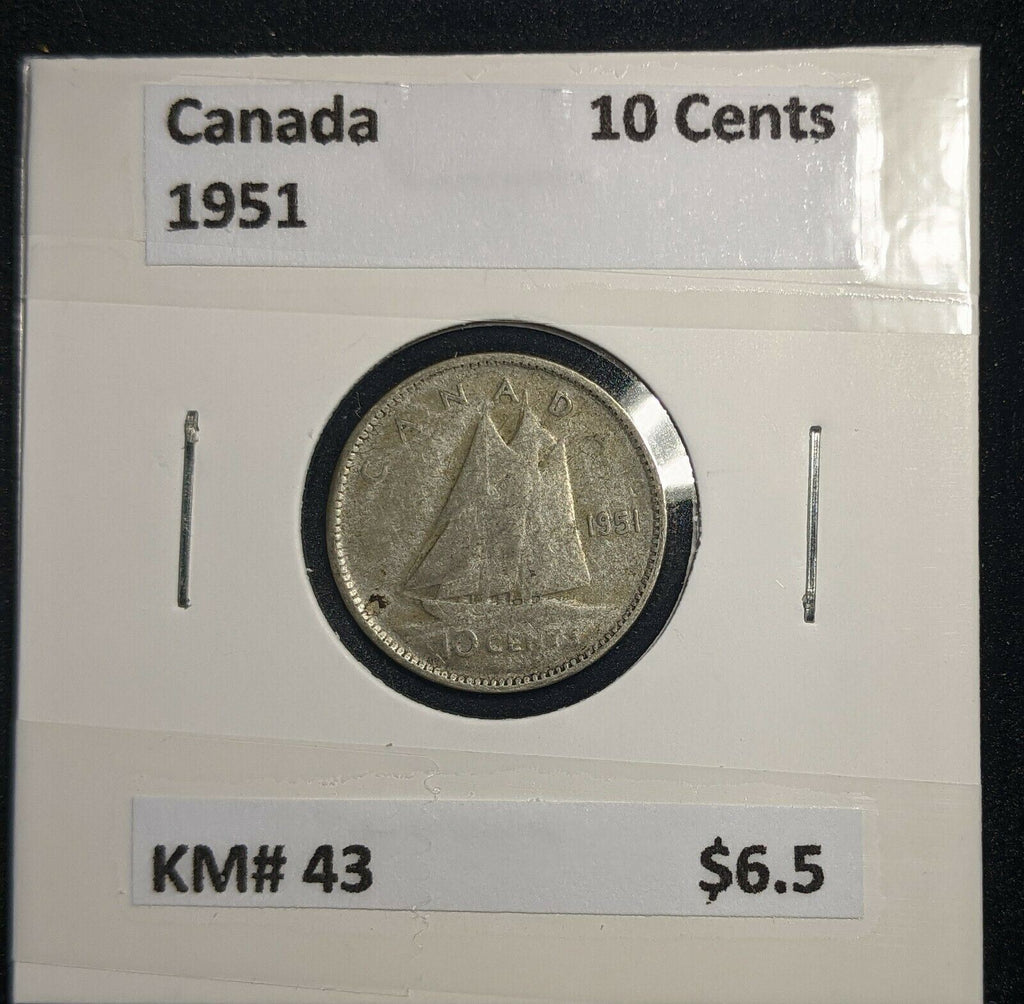 Canada 10 Cents
1951
CANADA
1951
10 CENTS
KM# 43 $6.5